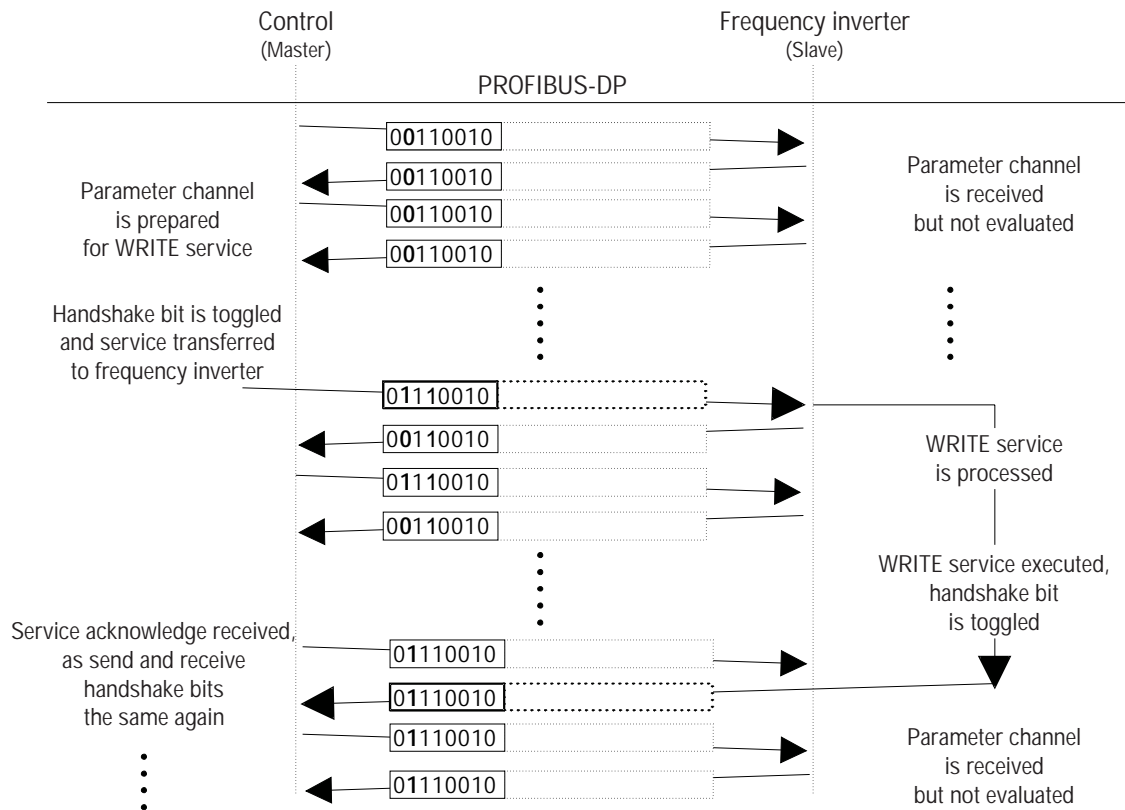 Control
(Master)
Frequency inverter
(Slave)
PROFIBUS-DP
00110010
00110010
00110010
00110010
Parameter channel
is prepared
for WRITE service
Parameter channel
is received
but not evaluated
Handshake bit is toggled
and service transferred
to frequency inverter
01110010
00110010
01110010
00110010
WRITE service
is processed
WRITE service executed,
handshake bit
is toggled
Service acknowledge received,
as send and receive
handshake bits
the same again
01110010
01110010
01110010
01110010
Parameter channel
is received
but not evaluated